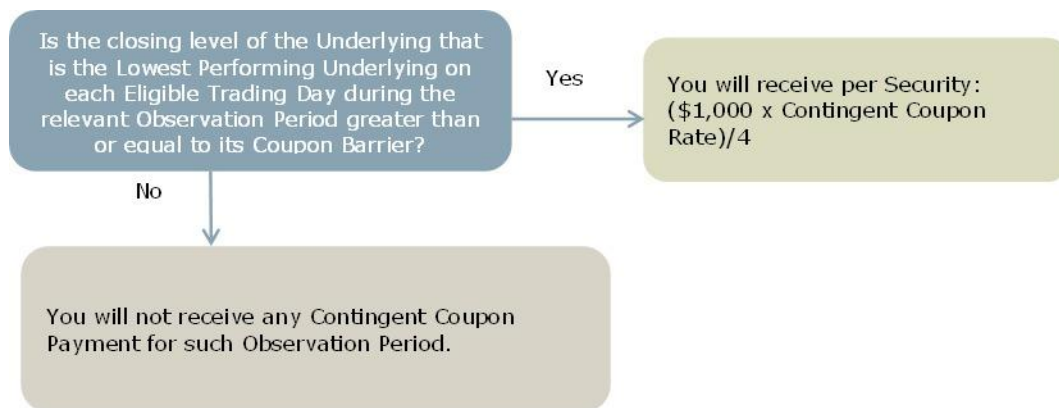 Is the closing level of the Underlying that
is the Lowest Performing Underlying on
each Eligible Trading Day during the
relevant Observation Period greater than
or equal to its Coupon Barrier?
Yes
You will receive per Security:
($1,000 x Contingent Coupon
Rate)/4
No
You will not receive any Contingent Coupon
Payment for such Observation Period.